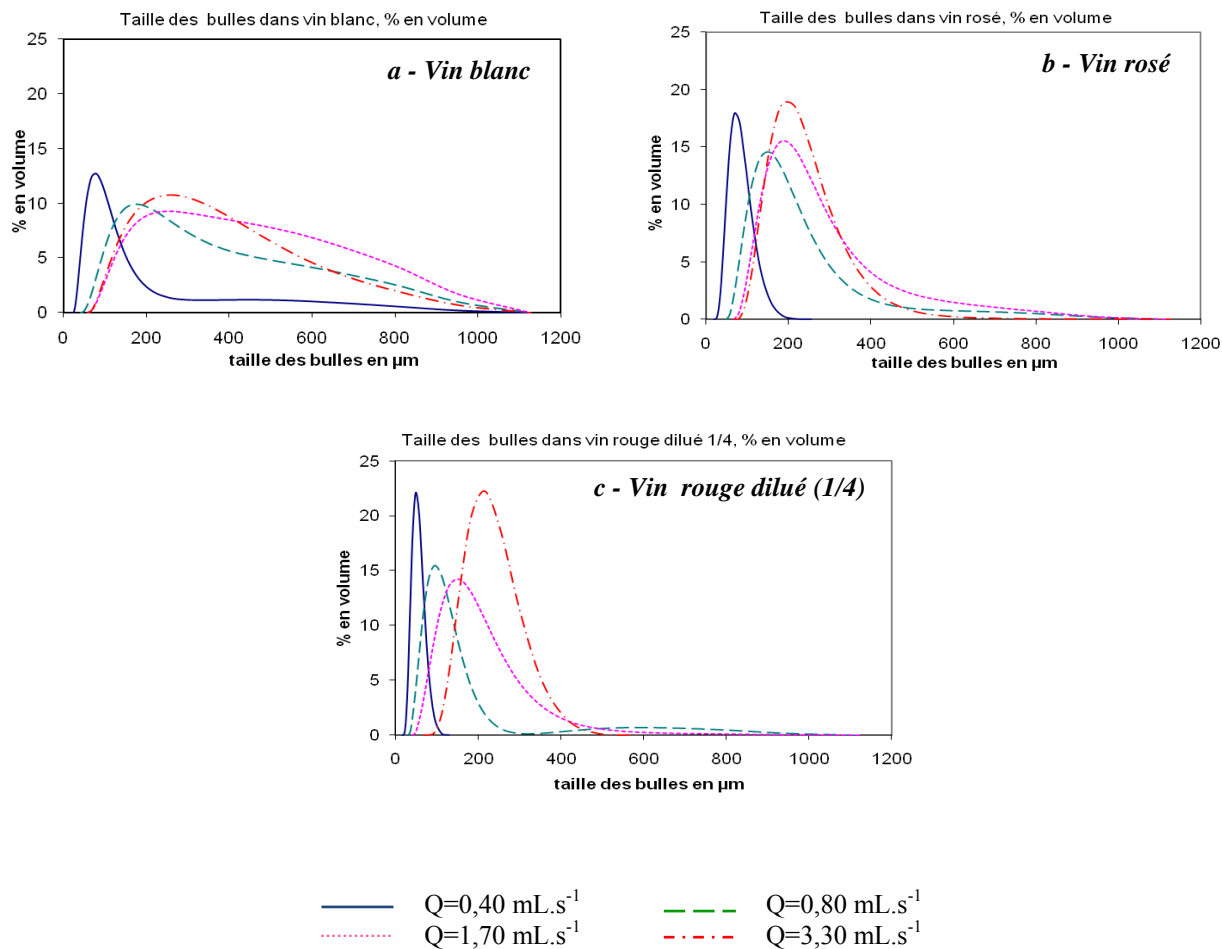 Taille des bulles dans vin blanc, % en volume
a - Vin blanc
% en volume
25
20
15
10
5
0
0 200 400 600 800 1000 1200
taille des bulles en µm
Taille des bulles dans vin rosé, % en volume
b - Vin rosé
% en volume
25
20
15
10
5
0
0 200 400 600 800 1000 1200
taille des bulles en µm
Taille des bulles dans vin rouge dilué 1/4, % en volume
c - Vin rouge dilué (1/4)
% en volume
25
20
15
10
5
0
0 200 400 600 800 1000 1200
taille des bulles en µm
Q=0,40 mL.s-1 Q=0,80 mL.s-1
Q=1,70 mL.s-1 Q=3,30 mL.s-1